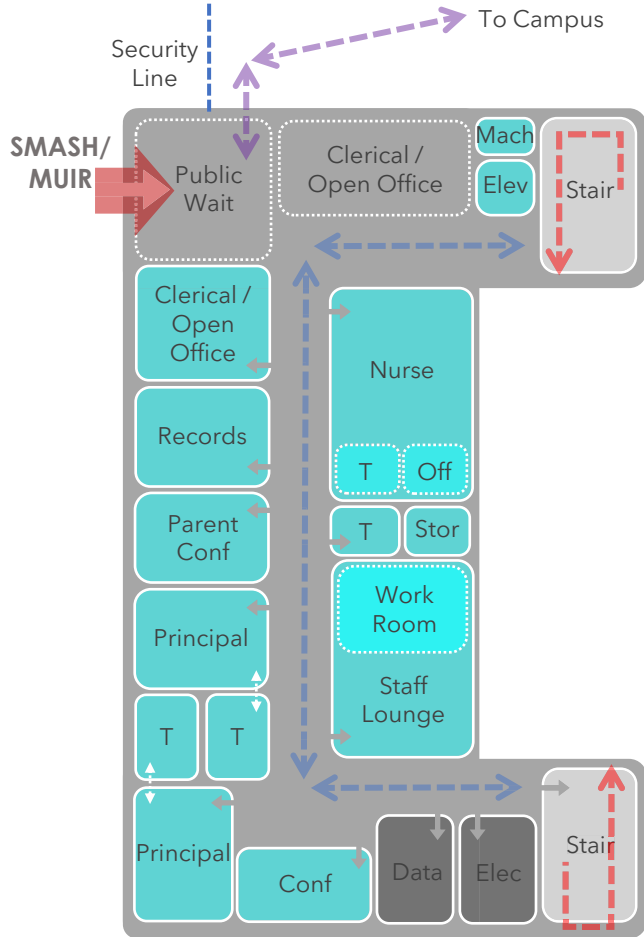 To Campus
Security
Line
SMASH/
MUIR
Public
Wait
Clerical /
Open Office
Mach
Elev
Stair
Clerical /
Open
Office
Nurse
T
Off
Records
T
Stor
Parent
Conf
Work
Room
Principal
Staff
Lounge
T
T
Principal
Conf
Data
Elec
Stair